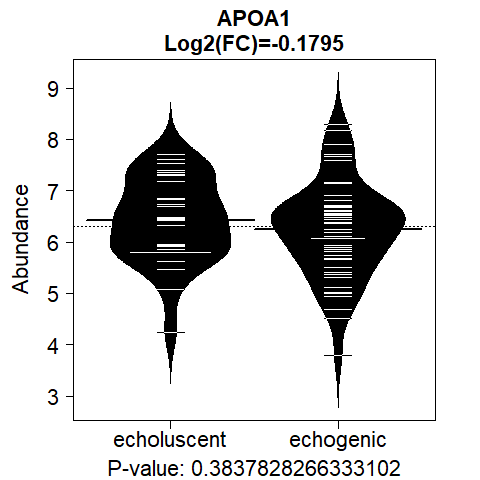 APOA1
Log2(FC)=-0.1795
Abundance
9
8
7
6
5
4
3
echoluscent echogenic
P-value: 0.3837828266333102